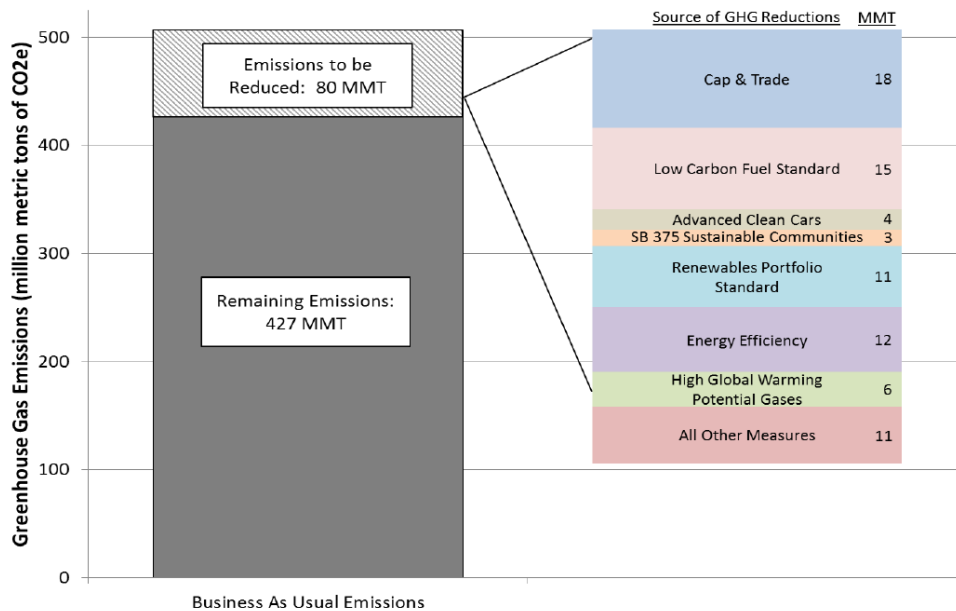 Source of GHG Reductions MMT
Greenhouse Gas Emissions (million metric tons of CO2e)
500
400
300
200
100
0
Emissions to be
Reduced: 80 MMT
Remaining Emissions:
427 MMT
Business As Usual Emissions
Cap & Trade 18
Low Carbon Fuel Standard 15
Advanced Clean Cars 4
SB 375 Sustainable Communities 3
Renewables Portfolio
Standard 11
Energy Efficiency 12
High Global Warming
Potential Gases 6
All Other Measures 11